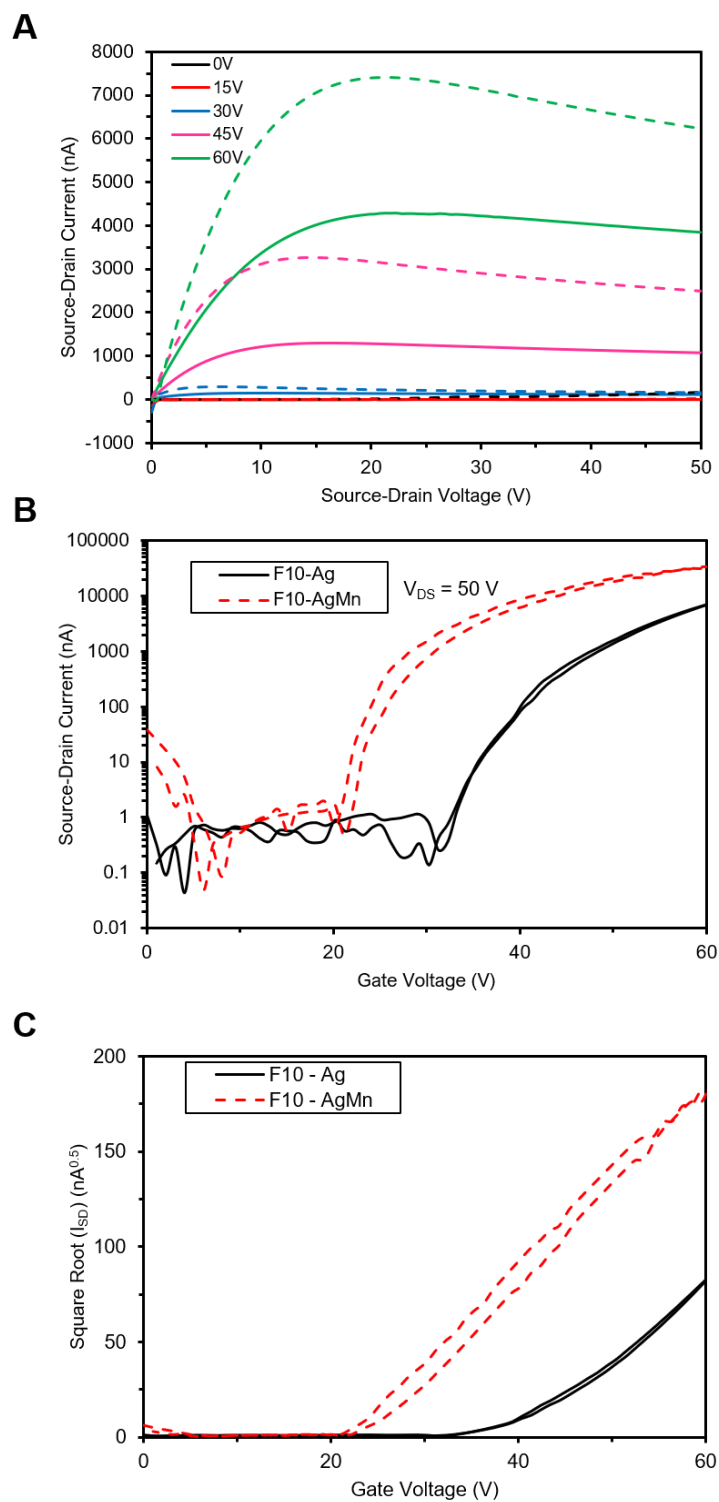 A
8000
7000
6000
5000
4000
3000
2000
1000
0
-1000
0V
15V
30V
45V
60V
Source-Drain Current (nA)
0 10 20 30 40 50
Source-Drain Voltage (V)
B
100000
10000
1000
100
10
1
0.1
0.01
F10-Ag
F10-AgMn
V_DS = 50 V
Source-Drain Current (nA)
0 20 40 60
Gate Voltage (V)
C
200
150
100
50
0
F10 - Ag
F10 - AgMn
Square Root (I_SD) (nA^0.5)
0 20 40 60
Gate Voltage (V)